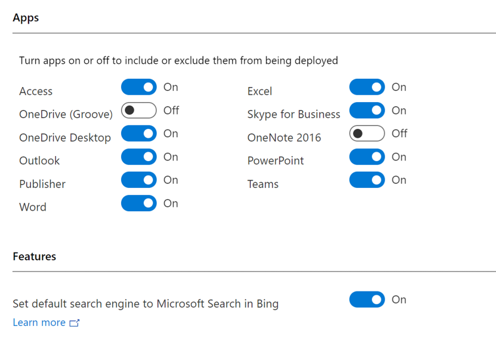 Apps
Turn apps on or off to include or exclude them from being deployed
Access On Excel On
OneDrive (Groove) Off Skype for Business On
OneDrive Desktop On OneNote 2016 Off
Outlook On PowerPoint On
Publisher On Teams On
Word On
Features
Set default search engine to Microsoft Search in Bing On
Learn more